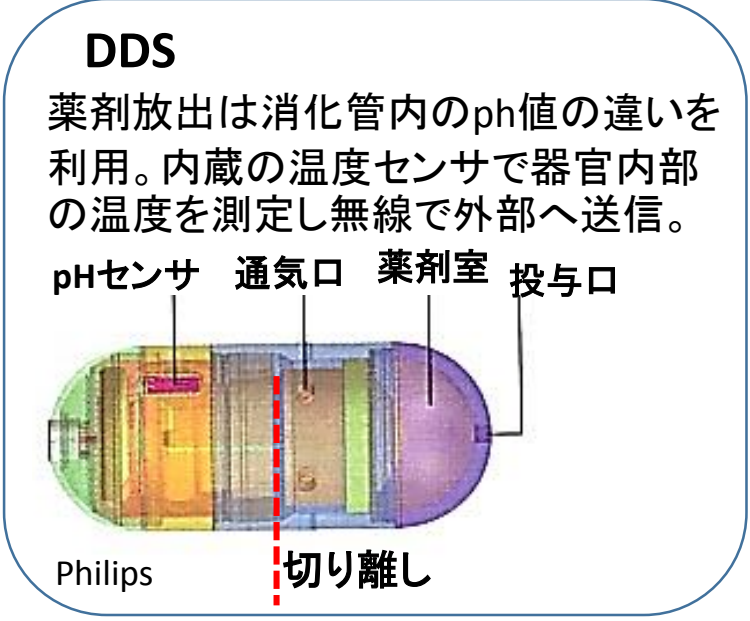 DDS
薬剤放出は消化管内のph値の違いを
利用。内蔵の温度センサで器官内部
の温度を測定し無線で外部へ送信。
pHセンサ 通気口 薬剤室 投与口
Philips 切り離し